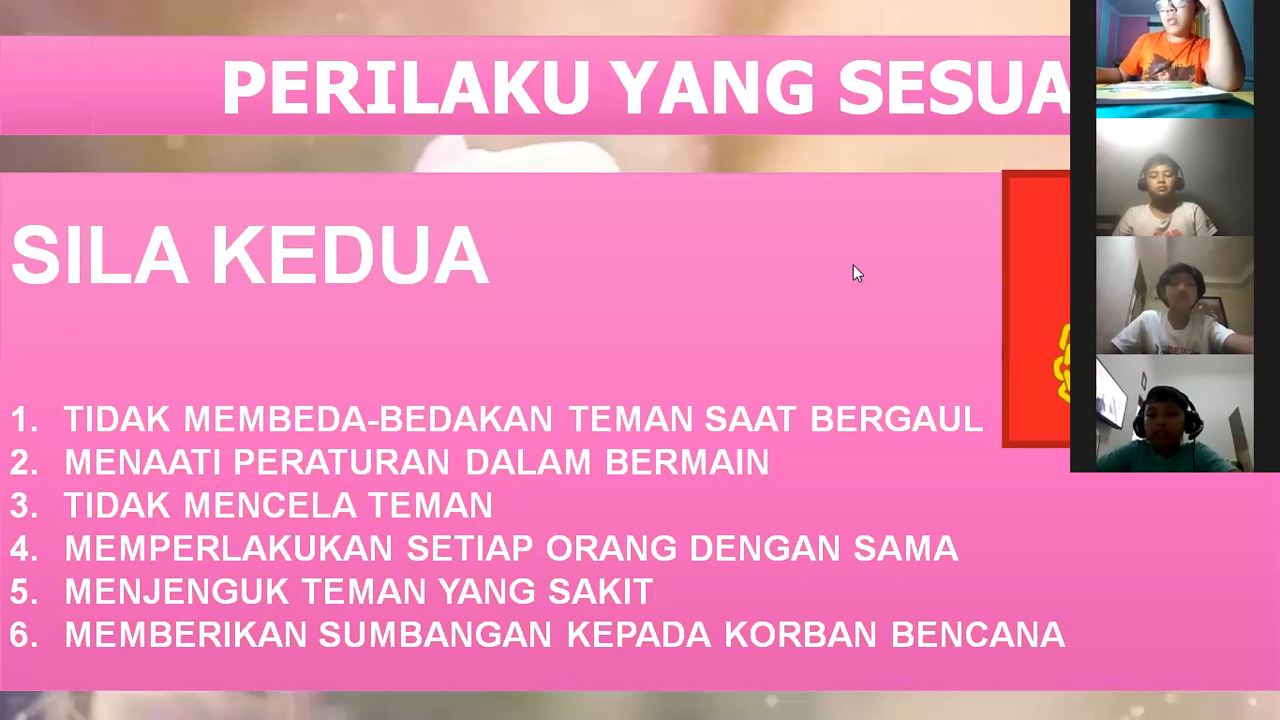 PERILAKU YANG SESUA
SILA KEDUA
1. TIDAK MEMBEDA-BEDAKAN TEMAN SAAT BERGAUL
2. MENAATI PERATURAN DALAM BERMAIN
3. TIDAK MENCELA TEMAN
4. MEMPERLAKUKAN SETIAP ORANG DENGAN SAMA
5. MENJENGUK TEMAN YANG SAKIT
6. MEMBERIKAN SUMBANGAN KEPADA KORBAN BENCANA